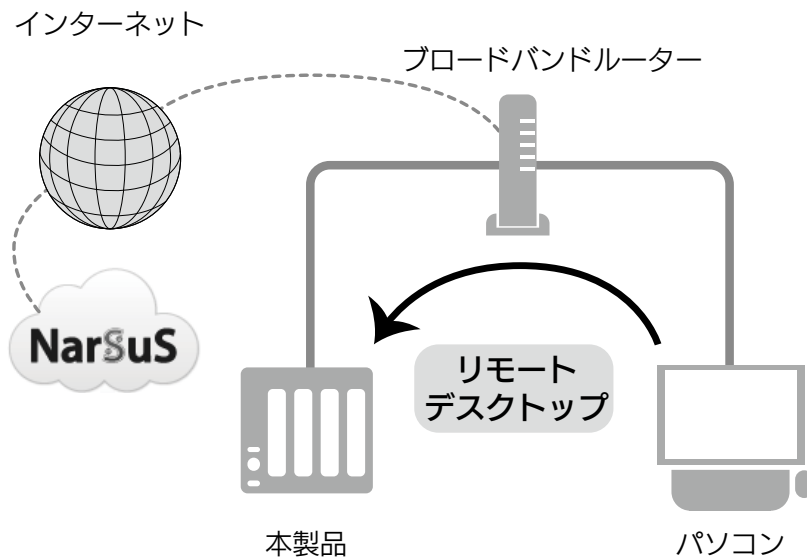 インターネット
ブロードバンドルーター
NarSuS
リモート
デスクトップ
本製品
パソコン